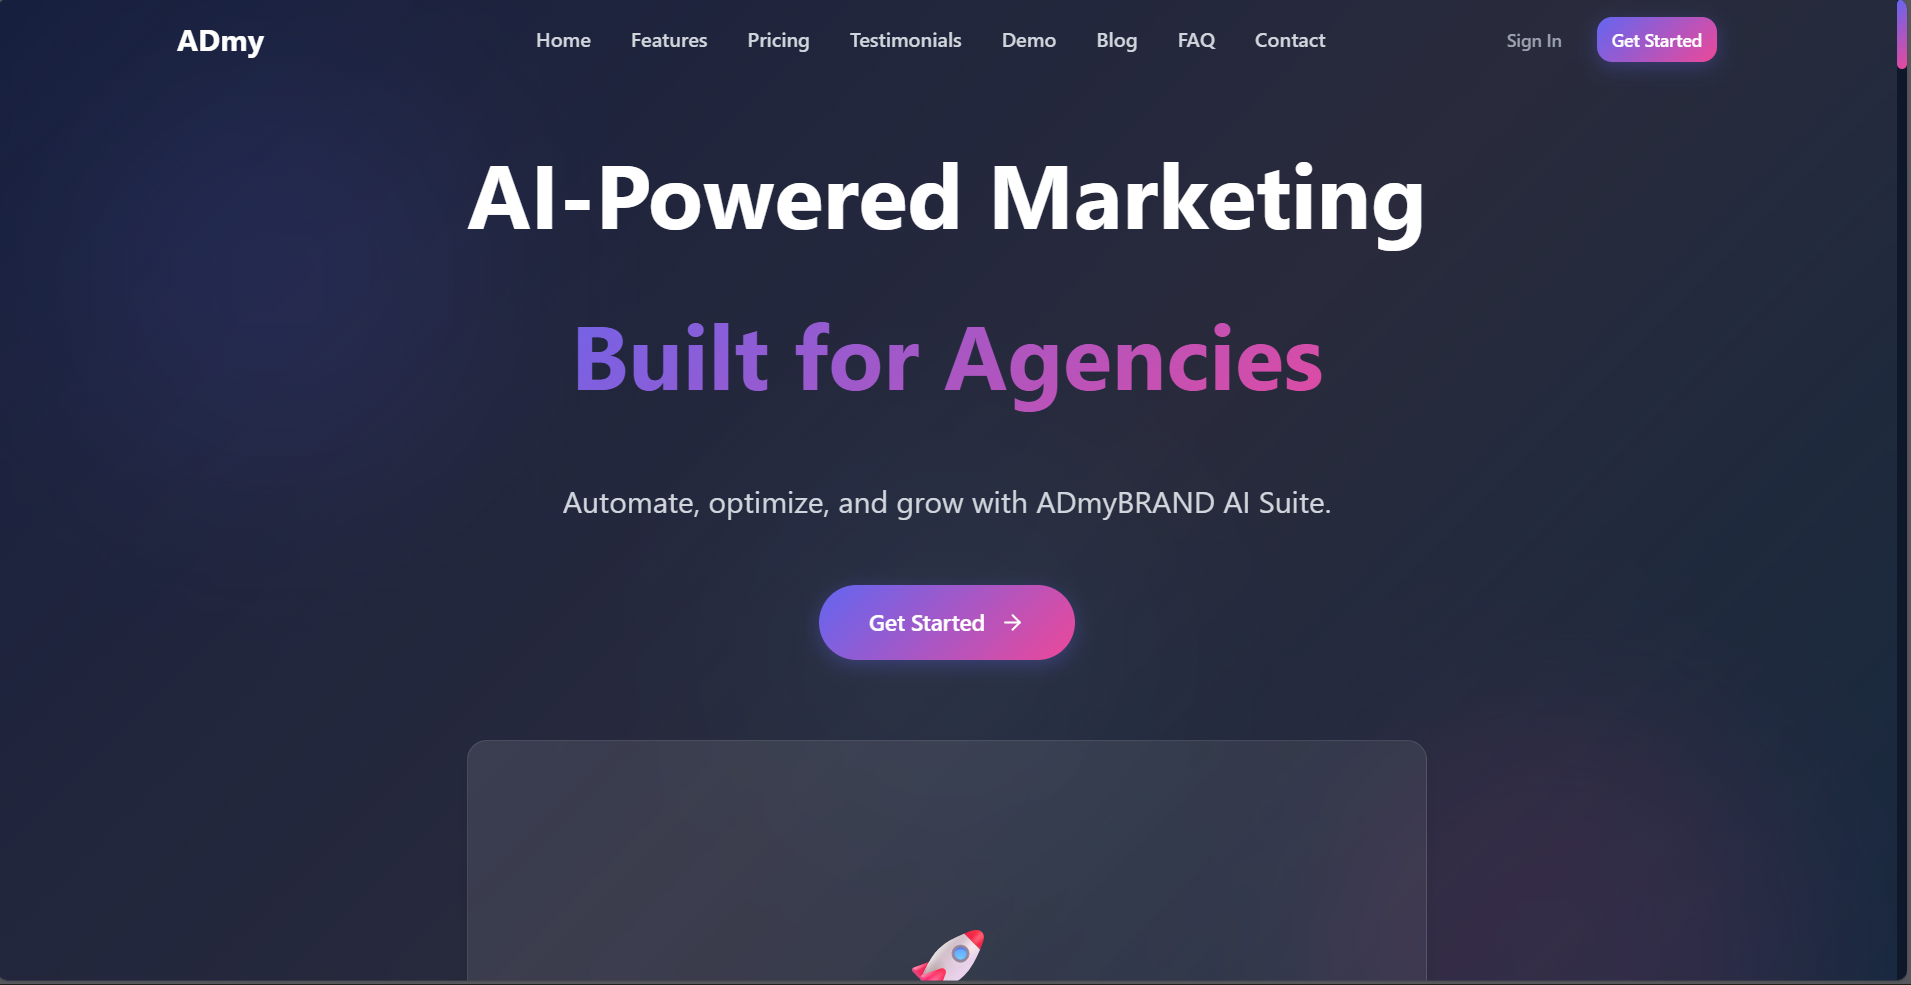 ADmy
Home Features Pricing Testimonials Demo Blog FAQ Contact
Sign In
Get Started
AI-Powered Marketing
Built for Agencies
Automate, optimize, and grow with ADmyBRAND AI Suite.
Get Started →